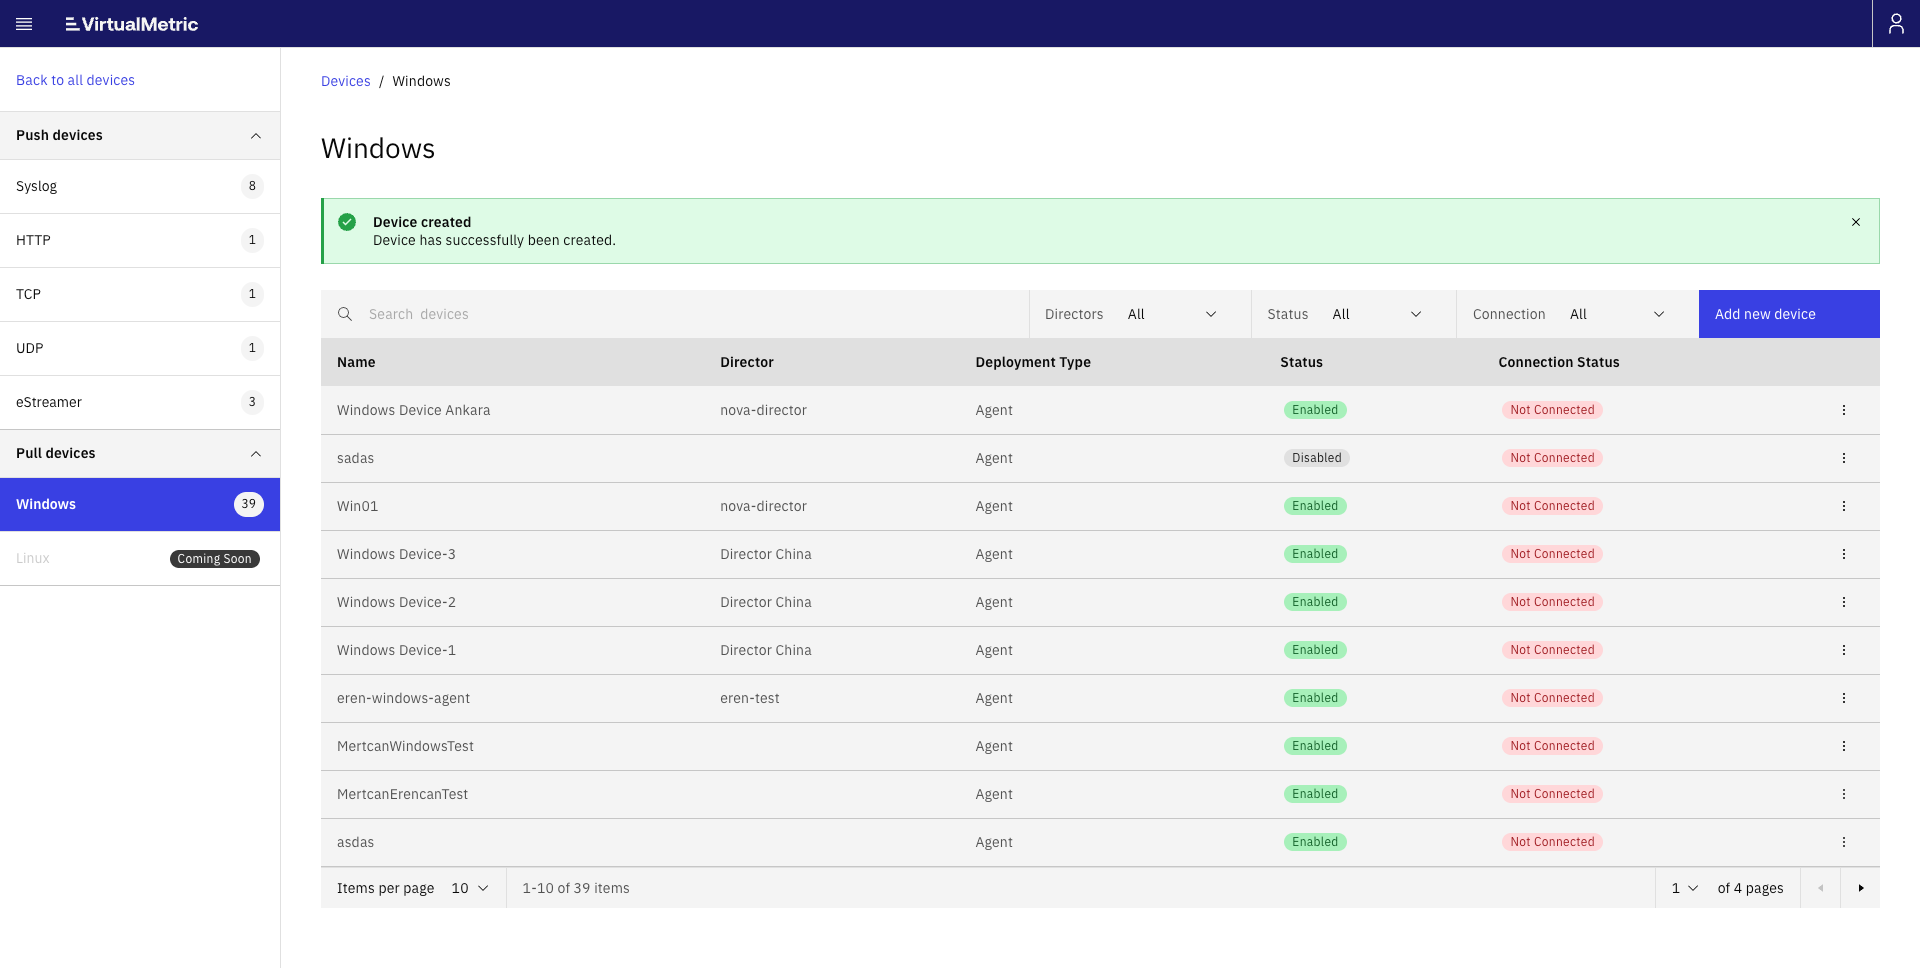 VirtualMetric
Back to all devices
Push devices
Syslog 8
HTTP 1
TCP 1
UDP 1
eStreamer 3
Pull devices
Windows 39
Linux Coming Soon
Devices / Windows
Windows
Device created
Device has successfully been created.
Search devices Directors All Status All Connection All Add new device
Name Director Deployment Type Status Connection Status
Windows Device Ankara nova-director Agent Enabled Not Connected
sadas Agent Disabled Not Connected
Win01 nova-director Agent Enabled Not Connected
Windows Device-3 Director China Agent Enabled Not Connected
Windows Device-2 Director China Agent Enabled Not Connected
Windows Device-1 Director China Agent Enabled Not Connected
eren-windows-agent eren-test Agent Enabled Not Connected
MertcanWindowsTest Agent Enabled Not Connected
MertcanErencanTest Agent Enabled Not Connected
asdas Agent Enabled Not Connected
Items per page 10 1-10 of 39 items 1 of 4 pages